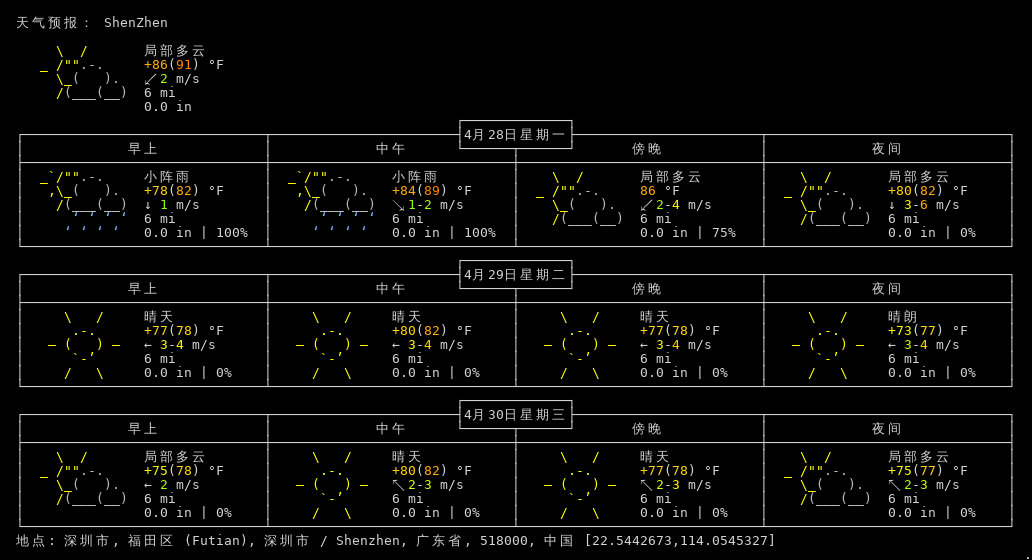 天气预报： ShenZhen
局部多云
+86(91) °F
↙ 2 m/s
6 mi
0.0 in
4月28日星期一
早上 中午 傍晚 夜间
小阵雨 小阵雨 局部多云 局部多云
+78(82) °F +84(89) °F 86 °F +80(82) °F
↓ 1 m/s ↘ 1-2 m/s ↙ 2-4 m/s ↓ 3-6 m/s
6 mi 6 mi 6 mi 6 mi
0.0 in | 100% 0.0 in | 100% 0.0 in | 75% 0.0 in | 0%
4月29日星期二
早上 中午 傍晚 夜间
晴天 晴天 晴天 晴朗
+77(78) °F +80(82) °F +77(78) °F +73(77) °F
← 3-4 m/s ← 3-4 m/s ← 3-4 m/s ← 3-4 m/s
6 mi 6 mi 6 mi 6 mi
0.0 in | 0% 0.0 in | 0% 0.0 in | 0% 0.0 in | 0%
4月30日星期三
早上 中午 傍晚 夜间
局部多云 晴天 晴天 局部多云
+75(78) °F +80(82) °F +77(78) °F +75(77) °F
← 2 m/s ↖ 2-3 m/s ↖ 2-3 m/s ↖ 2-3 m/s
6 mi 6 mi 6 mi 6 mi
0.0 in | 0% 0.0 in | 0% 0.0 in | 0% 0.0 in | 0%
地点: 深圳市, 福田区 (Futian), 深圳市 / Shenzhen, 广东省, 518000, 中国 [22.5442673,114.0545327]